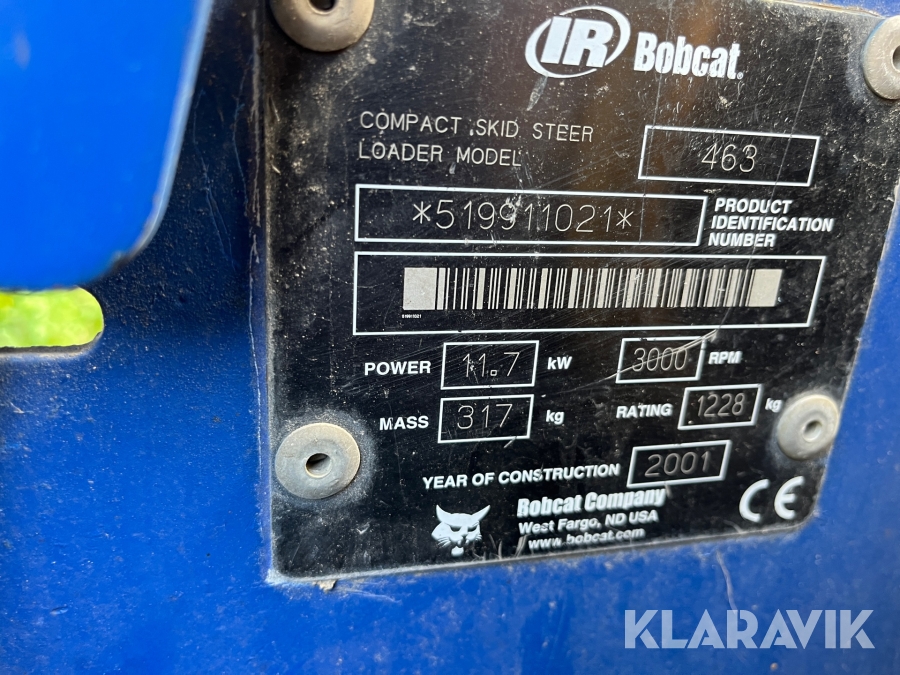 IR Bobcat.
COMPACT SKID STEER
LOADER MODEL 463
*519911021* PRODUCT
IDENTIFICATION
NUMBER
519911021
POWER 11.7 kW 3000 RPM
MASS 317 kg RATING 1228 kg
YEAR OF CONSTRUCTION 2001
Bobcat Company
West Fargo, ND USA
www.bobcat.com
CE
KLARAVIK